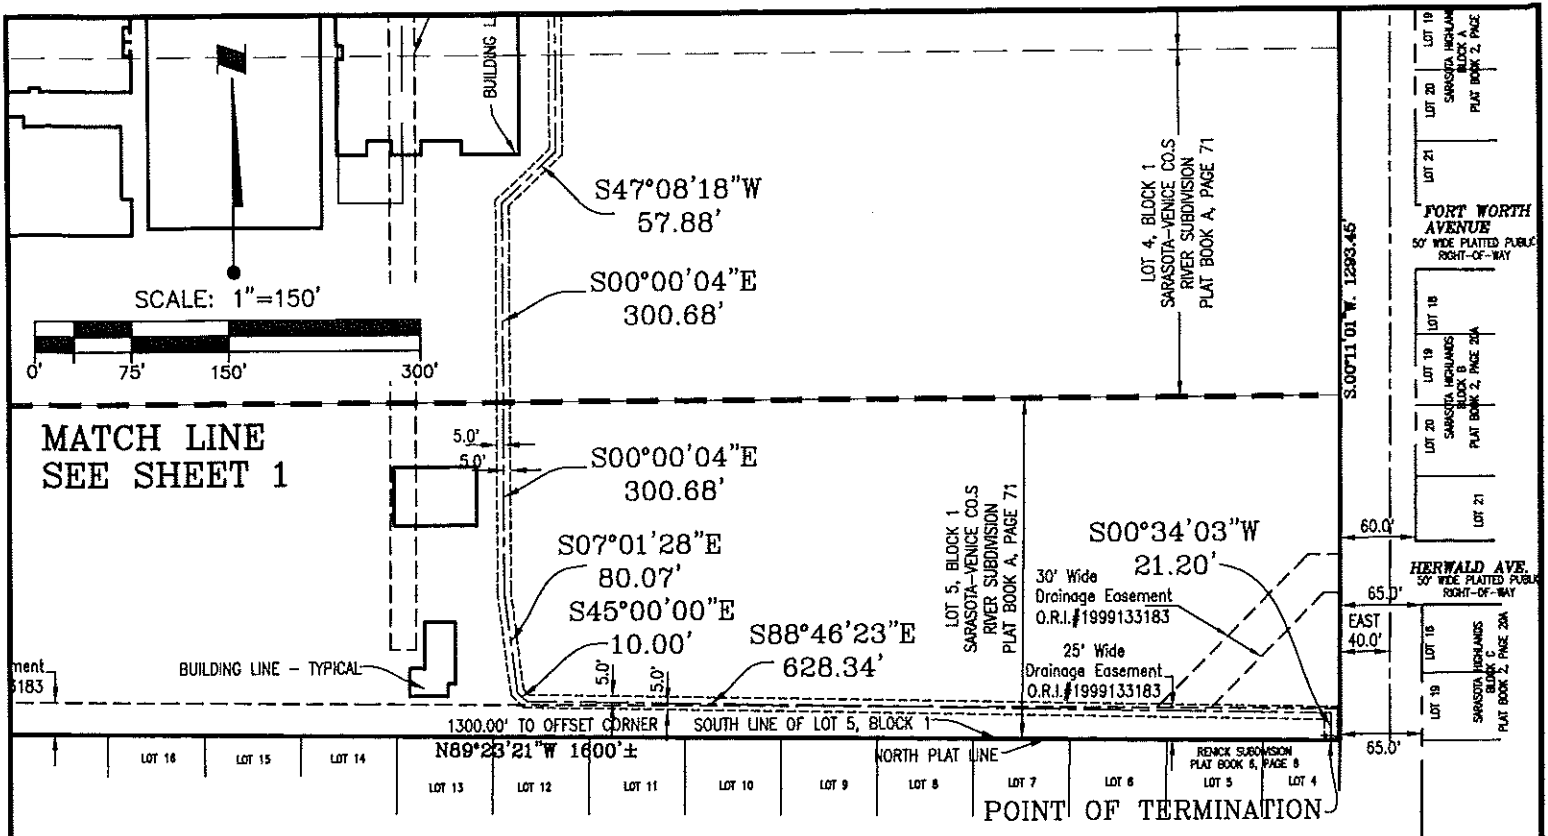 BUILDING L
S47°08'18"W
57.88'
S00°00'04"E
300.68'
SCALE: 1"=150'
0' 75' 150' 300'
MATCH LINE
SEE SHEET 1
5.0'
5.0'
S00°00'04"E
300.68'
S07°01'28"E
80.07'
S45°00'00"E
10.00'
S88°46'23"E
628.34'
5.0'
5.0'
BUILDING LINE - TYPICAL
ment
3183
1300.00' TO OFFSET CORNER
SOUTH LINE OF LOT 5, BLOCK 1
N89°23'21"W 1600'±
NORTH PLAT LINE
LOT 16
LOT 15
LOT 14
LOT 13
LOT 12
LOT 11
LOT 10
LOT 9
LOT 8
LOT 7
LOT 6
LOT 5
LOT 4
RENICK SUBDIVISION
PLAT BOOK 6, PAGE 8
POINT OF TERMINATION
LOT 4, BLOCK 1
SARASOTA-VENICE CO.S
RIVER SUBDIVISION
PLAT BOOK A, PAGE 71
LOT 5, BLOCK 1
SARASOTA-VENICE CO.S
RIVER SUBDIVISION
PLAT BOOK A, PAGE 71
S00°34'03"W
21.20'
30' Wide
Drainage Easement
O.R.I.#1999133183
25' Wide
Drainage Easement
O.R.I.#1999133183
S.00°11'01"W. 1293.45'
LOT 19
SARASOTA HIGHLAN
BLOCK A
PLAT BOOK 2, PAGE
LOT 20
LOT 21
FORT WORTH
AVENUE
50' WIDE PLATTED PUBLIC
RIGHT-OF-WAY
LOT 18
LOT 19
SARASOTA HIGHLANDS
BLOCK B
PLAT BOOK 2, PAGE 20A
LOT 20
LOT 21
60.0'
HERWALD AVE.
50' WIDE PLATTED PUBL
RIGHT-OF-WAY
65.0'
EAST
40.0'
LOT 19
SARASOTA HIGHLANDS
BLOCK C
PLAT BOOK 2, PAGE 20A
65.0'